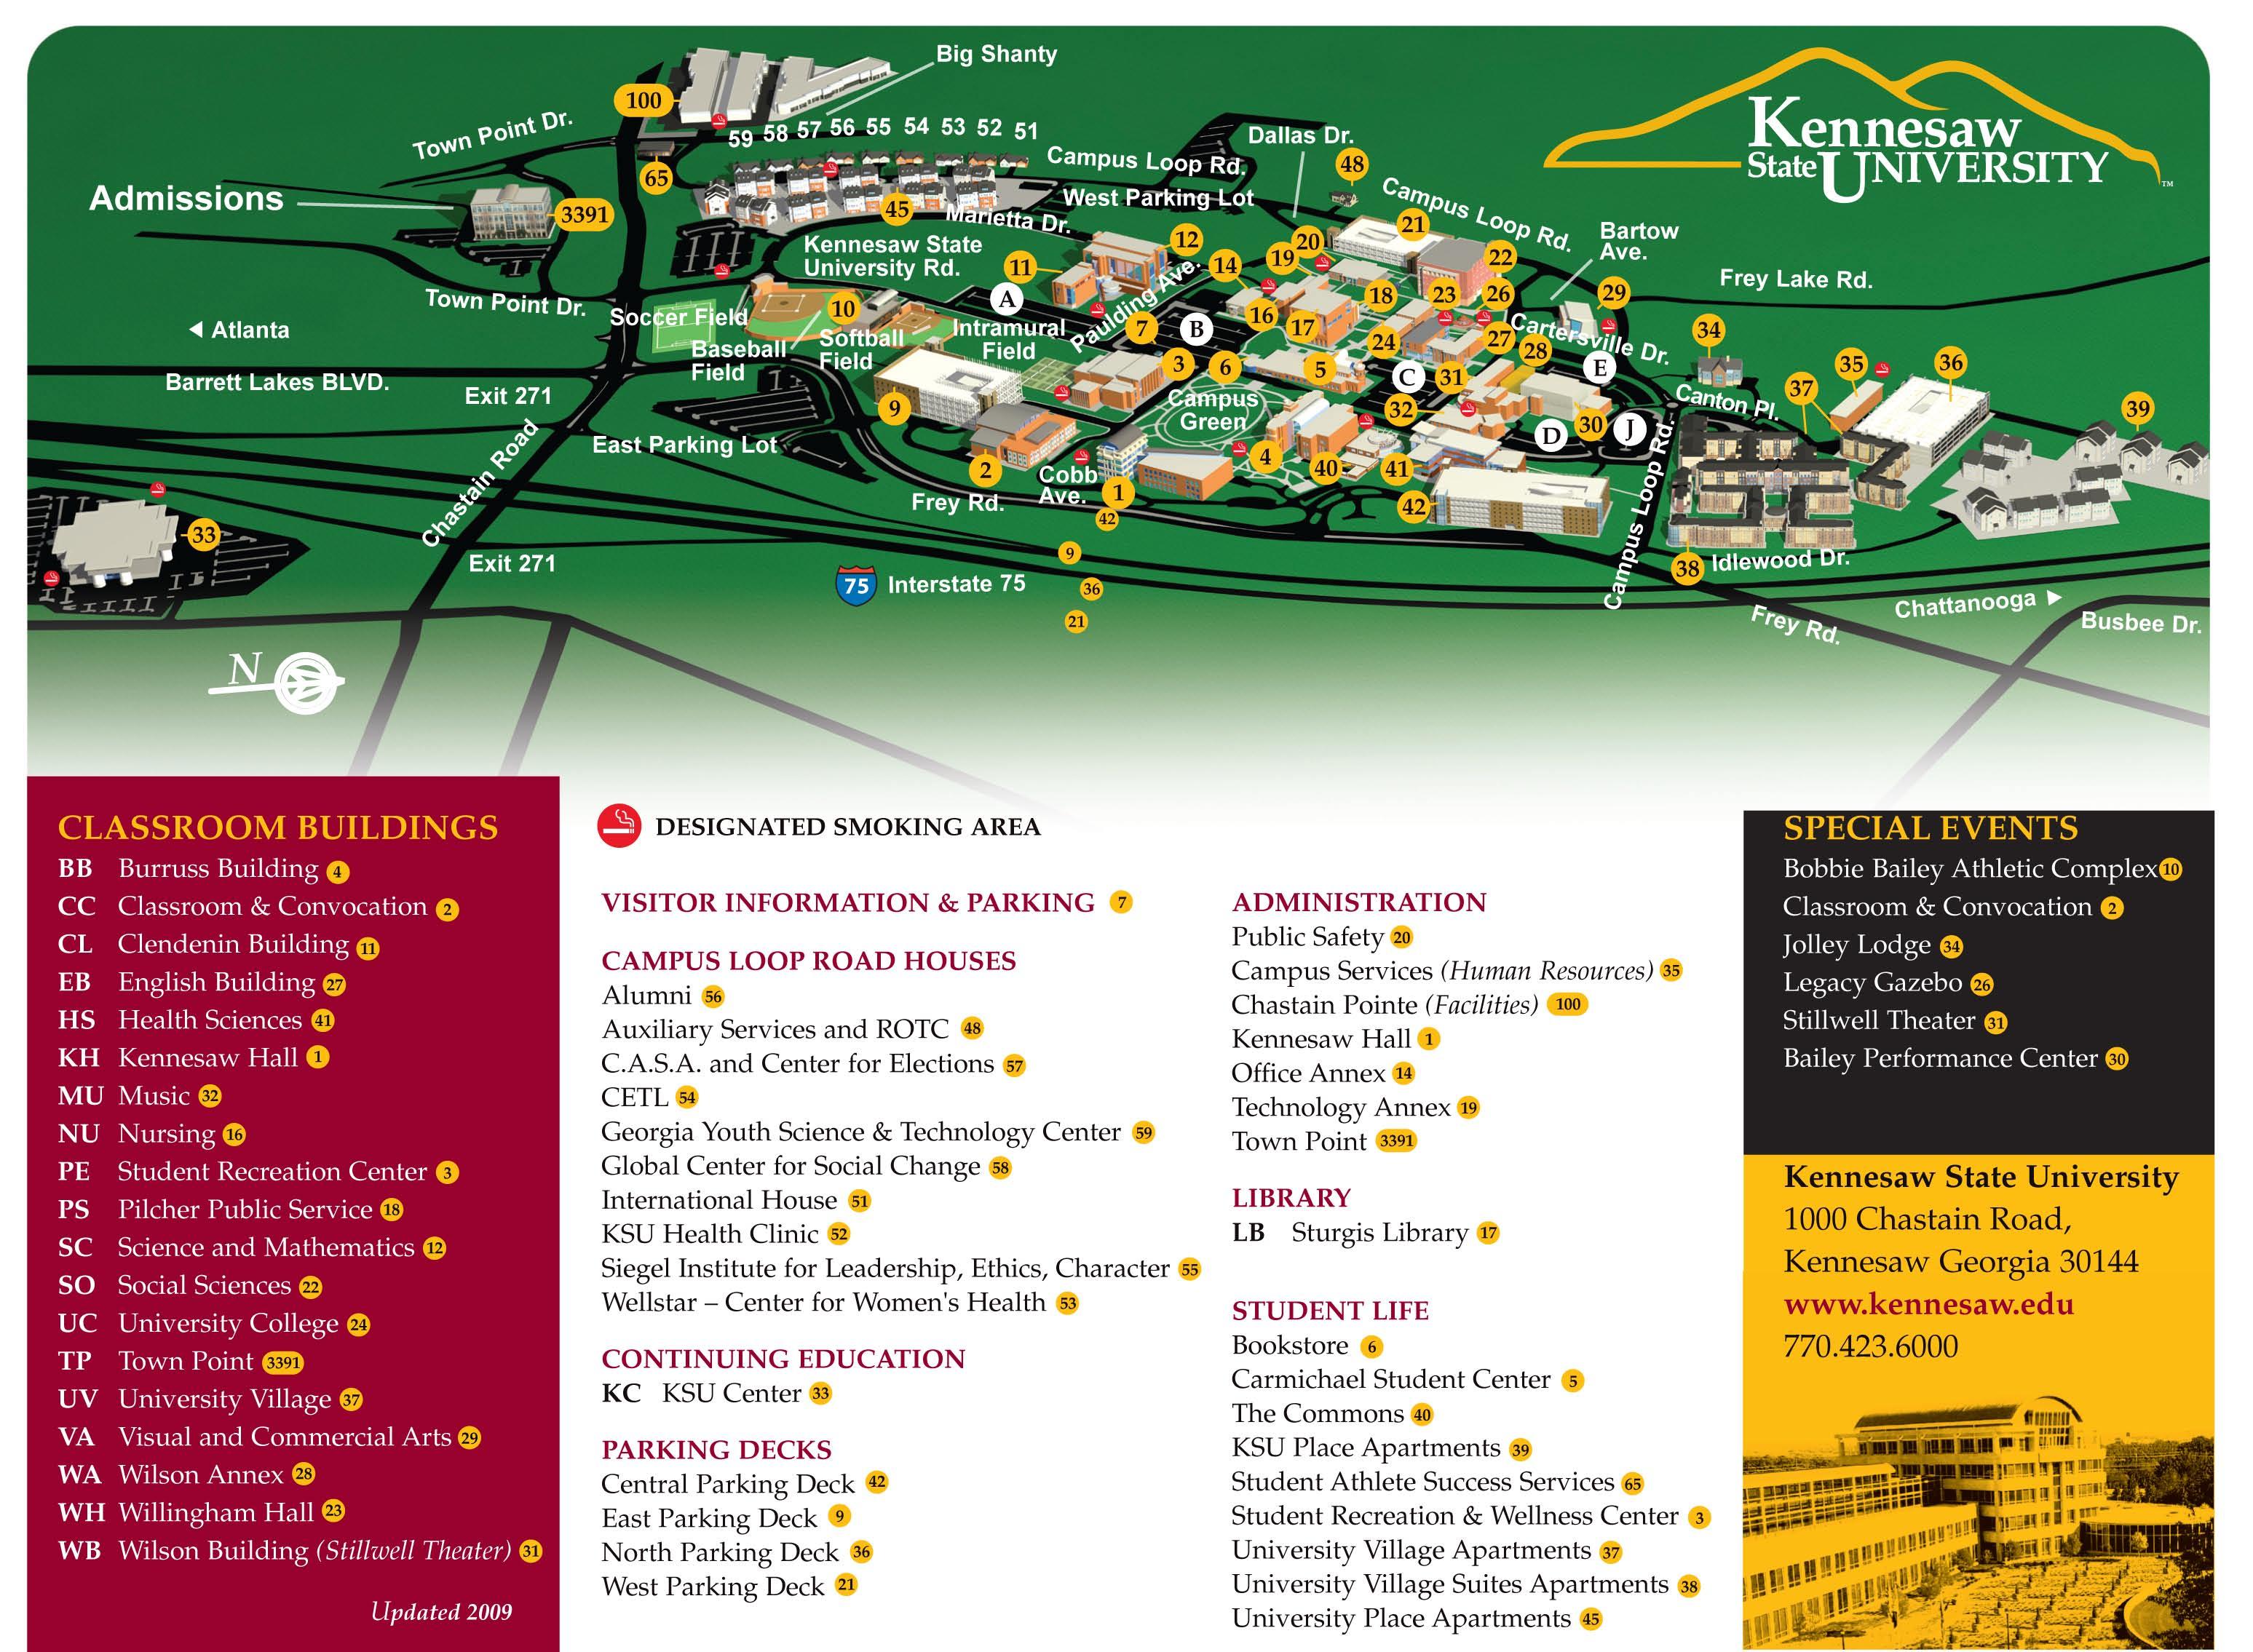 Big Shanty
100
Town Point Dr.
59 58 57 56 55 54 53 52 51
Dallas Dr.
Kennesaw
State UNIVERSITY
TM
Campus Loop Rd.
48
65
Admissions
3391
45
West Parking Lot
Campus Loop Rd.
Marietta Dr.
21
Bartow
Ave.
Kennesaw State
University Rd.
12
20
19
14
11
22
Frey Lake Rd.
A
Paulding Ave.
18
23
26
29
Town Point Dr.
Soccer Field
10
Atlanta
Baseball
Field
Softball
Field
Intramural
Field
7
B
16
17
24
27
28
Cartersville Dr.
34
Barrett Lakes BLVD.
Exit 271
3
6
5
C
31
E
35
36
37
9
Campus
Green
32
Canton Pl.
39
East Parking Lot
Chastain Road
2
Cobb
Ave.
4
40
41
D
30
J
Frey Rd.
1
42
42
Campus Loop Rd.
33
9
Exit 271
75
Interstate 75
36
21
38
Idlewood Dr.
Frey Rd.
Chattanooga
Busbee Dr.
N
CLASSROOM BUILDINGS
BB Burruss Building 4
CC Classroom & Convocation 2
CL Clendenin Building 11
EB English Building 27
HS Health Sciences 41
KH Kennesaw Hall 1
MU Music 32
NU Nursing 16
PE Student Recreation Center 3
PS Pilcher Public Service 18
SC Science and Mathematics 12
SO Social Sciences 22
UC University College 24
TP Town Point 3391
UV University Village 37
VA Visual and Commercial Arts 29
WA Wilson Annex 28
WH Willingham Hall 23
WB Wilson Building (Stillwell Theater) 31
Updated 2009
DESIGNATED SMOKING AREA
VISITOR INFORMATION & PARKING 7
CAMPUS LOOP ROAD HOUSES
Alumni 56
Auxiliary Services and ROTC 48
C.A.S.A. and Center for Elections 57
CETL 54
Georgia Youth Science & Technology Center 59
Global Center for Social Change 58
International House 51
KSU Health Clinic 52
Siegel Institute for Leadership, Ethics, Character 55
Wellstar – Center for Women's Health 53
CONTINUING EDUCATION
KC KSU Center 33
PARKING DECKS
Central Parking Deck 42
East Parking Deck 9
North Parking Deck 36
West Parking Deck 21
ADMINISTRATION
Public Safety 20
Campus Services (Human Resources) 35
Chastain Pointe (Facilities) 100
Kennesaw Hall 1
Office Annex 14
Technology Annex 19
Town Point 3391
LIBRARY
LB Sturgis Library 17
STUDENT LIFE
Bookstore 6
Carmichael Student Center 5
The Commons 40
KSU Place Apartments 39
Student Athlete Success Services 65
Student Recreation & Wellness Center 3
University Village Apartments 37
University Village Suites Apartments 38
University Place Apartments 45
SPECIAL EVENTS
Bobbie Bailey Athletic Complex 10
Classroom & Convocation 2
Jolley Lodge 34
Legacy Gazebo 26
Stillwell Theater 31
Bailey Performance Center 30
Kennesaw State University
1000 Chastain Road,
Kennesaw Georgia 30144
www.kennesaw.edu
770.423.6000